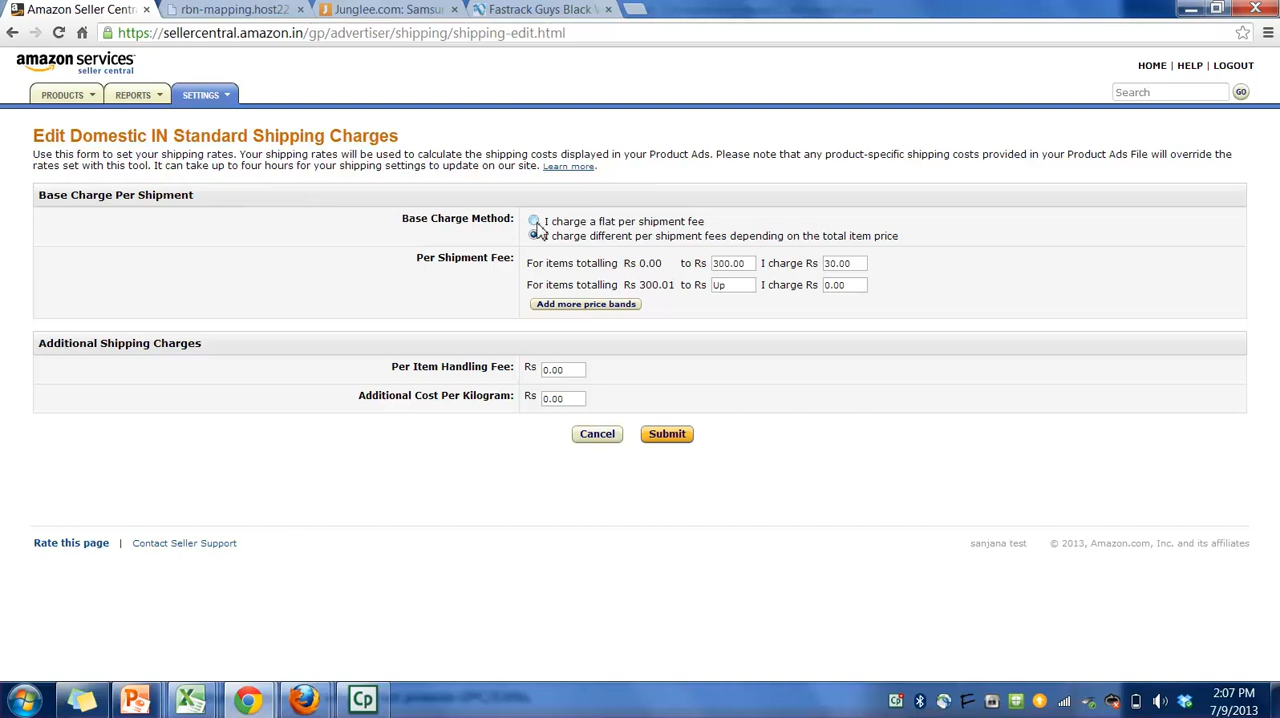 Amazon Seller Centr
rbn-mapping.host22
Junglee.com: Samsu
Fastrack Guys Black
https://sellercentral.amazon.in/gp/advertiser/shipping/shipping-edit.html
amazon services
seller central
HOME | HELP | LOGOUT
PRODUCTS
REPORTS
SETTINGS
Search
GO
Edit Domestic IN Standard Shipping Charges
Use this form to set your shipping rates. Your shipping rates will be used to calculate the shipping costs displayed in your Product Ads. Please note that any product-specific shipping costs provided in your Product Ads File will override
the rates set with this tool. It can take up to four hours for your shipping settings to update on our site. Learn more.
Base Charge Per Shipment
Base Charge Method:
I charge a flat per shipment fee
I charge different per shipment fees depending on the total item price
Per Shipment Fee:
For items totalling Rs 0.00 to Rs 300.00 I charge Rs 30.00
For items totalling Rs 300.01 to Rs Up I charge Rs 0.00
Add more price bands
Additional Shipping Charges
Per Item Handling Fee: Rs 0.00
Additional Cost Per Kilogram: Rs 0.00
Cancel
Submit
Rate this page | Contact Seller Support
sanjana test © 2013, Amazon.com, Inc. and its affiliates
Cp
2:07 PM
7/9/2013